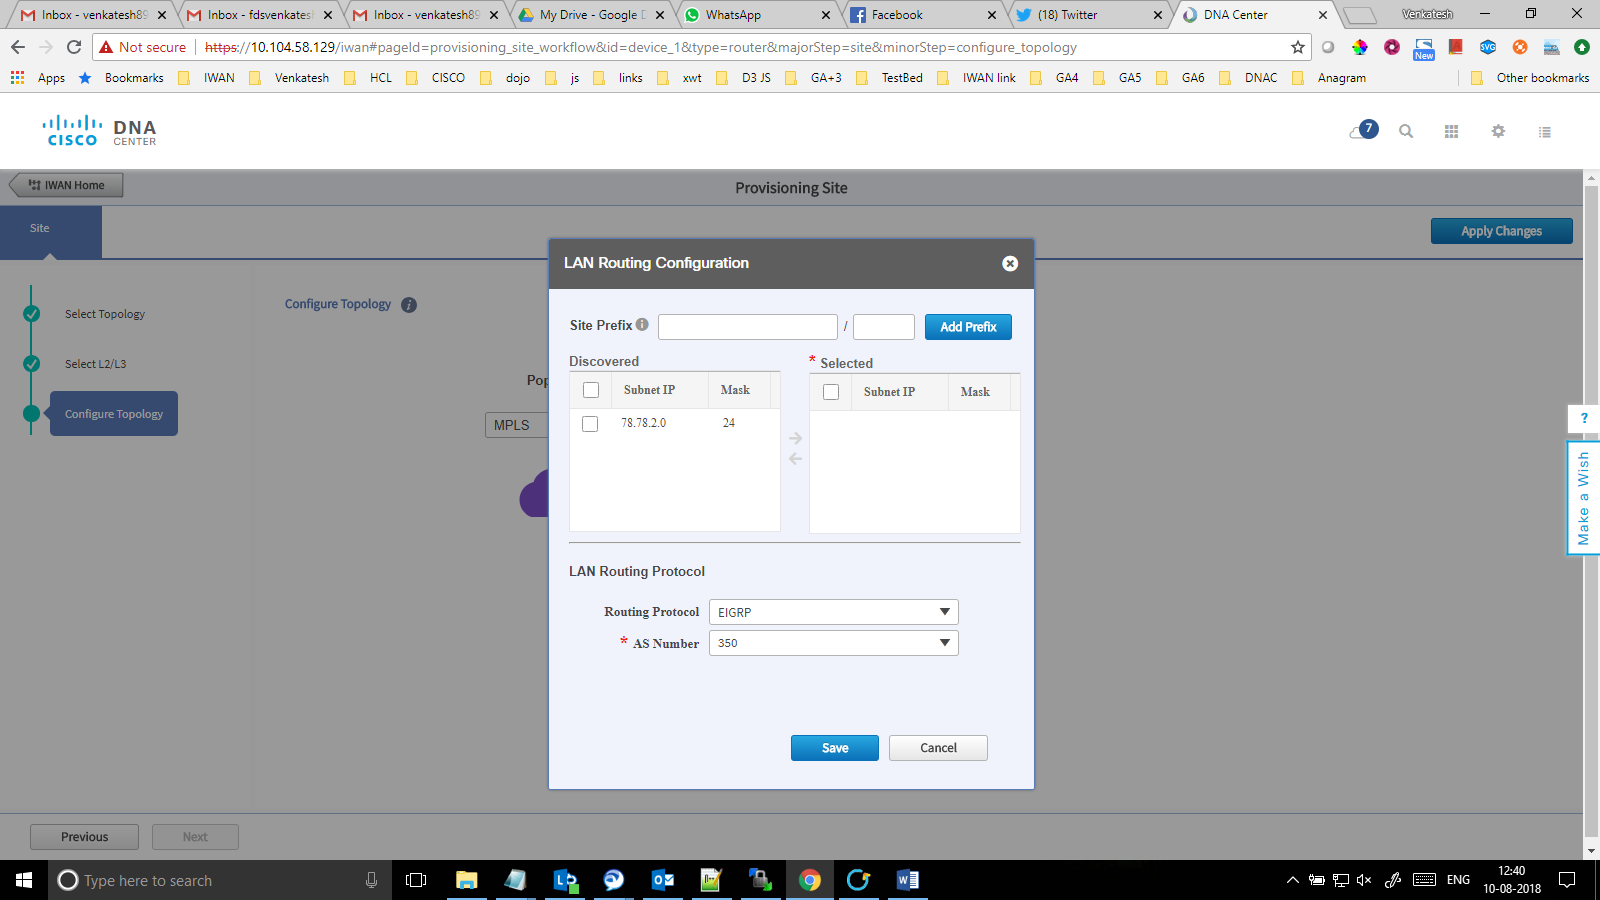 Inbox - venkatesh89
Inbox - fdsvenkatesh
Inbox - venkatesh89
My Drive - Google D
WhatsApp
Facebook
(18) Twitter
DNA Center
Venkatesh
Not secure
https://10.104.58.129/iwan#pageId=provisioning_site_workflow&id=device_1&type=router&majorStep=site&minorStep=configure_topology
SVG
New
Apps
Bookmarks
IWAN
Venkatesh
HCL
CISCO
dojo
js
links
xwt
D3 JS
GA+3
TestBed
IWAN link
GA4
GA5
GA6
DNAC
Anagram
Other bookmarks
CISCO
DNA
CENTER
7
IWAN Home
Provisioning Site
Site
Apply Changes
LAN Routing Configuration
Select Topology
Select L2/L3
Configure Topology
Configure Topology
Pop
MPLS
Site Prefix
/
Add Prefix
Discovered
* Selected
Subnet IP Mask
Subnet IP Mask
78.78.2.0 24
LAN Routing Protocol
Routing Protocol EIGRP
* AS Number 350
Save
Cancel
?
Make a Wish
Previous
Next
Type here to search
ENG
12:40
10-08-2018